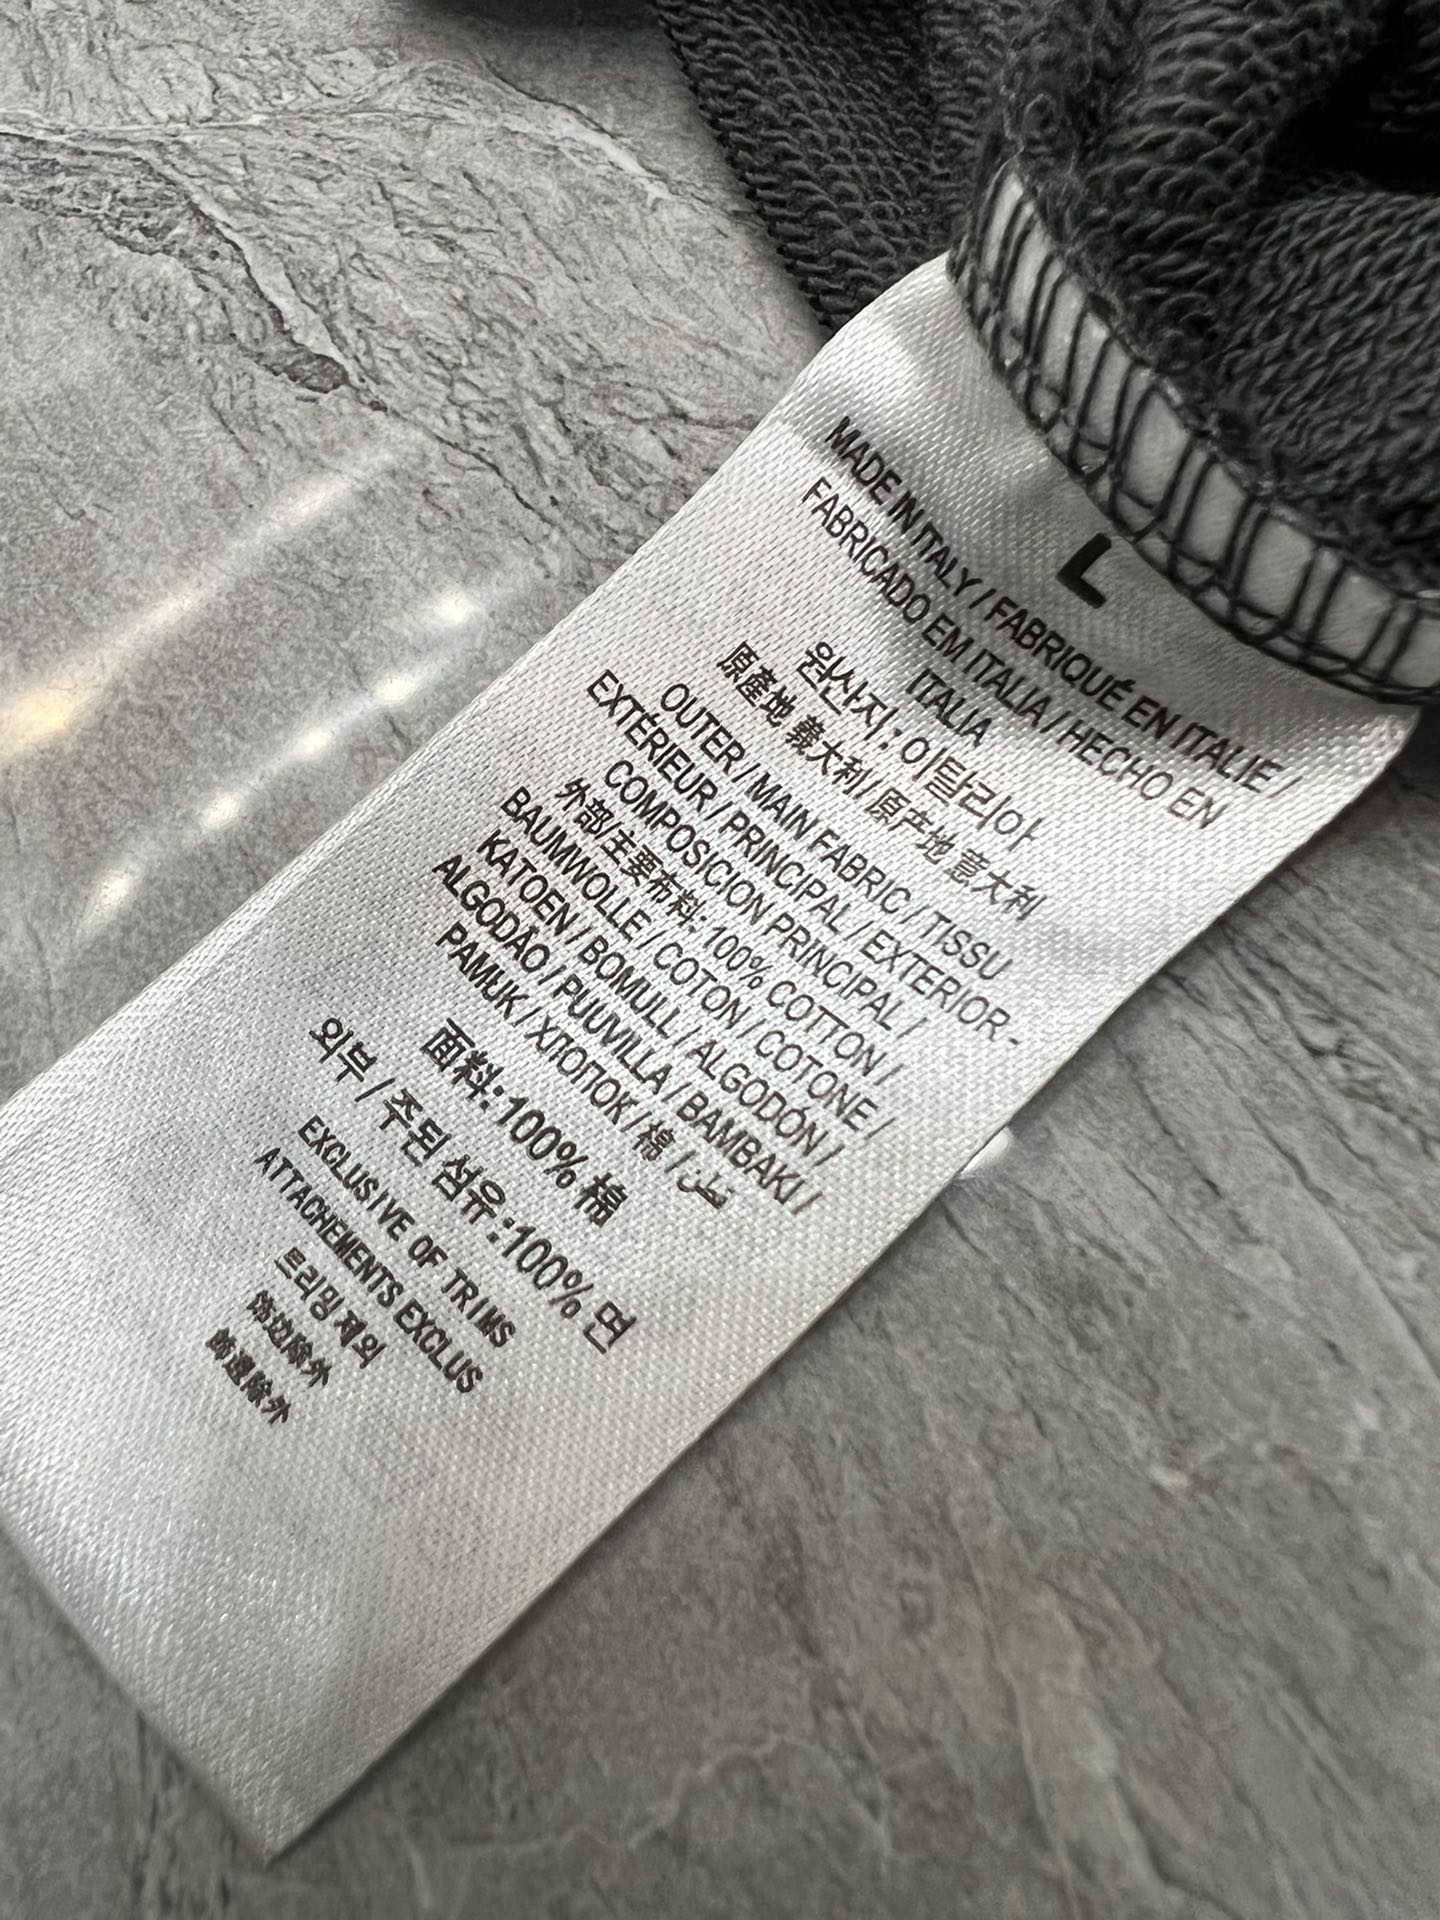 L
MADE IN ITALY / FABRIQUÉ EN ITALIE /
FABRICADO EM ITALIA / HECHO EN
ITALIA
원산지 : 이탈리아
原產地 義大利 / 原产地 意大利
OUTER / MAIN FABRIC / TISSU
EXTÉRIEUR / PRINCIPAL / EXTERIOR-
COMPOSICION PRINCIPAL /
外部/主要布料: 100% COTTON /
BAUMWOLLE / COTON / COTONE /
KATOEN / BOMULL / ALGODÓN /
ALGODÃO / PUUVILLA / BAMBAKI /
PAMUK / ХЛОПОК / 棉 / قطن
面料: 100% 棉
외부 / 주된 섬유 : 100% 면
EXCLUSIVE OF TRIMS
ATTACHEMENTS EXCLUS
트리밍 제외
饰边除外
飾邊除外